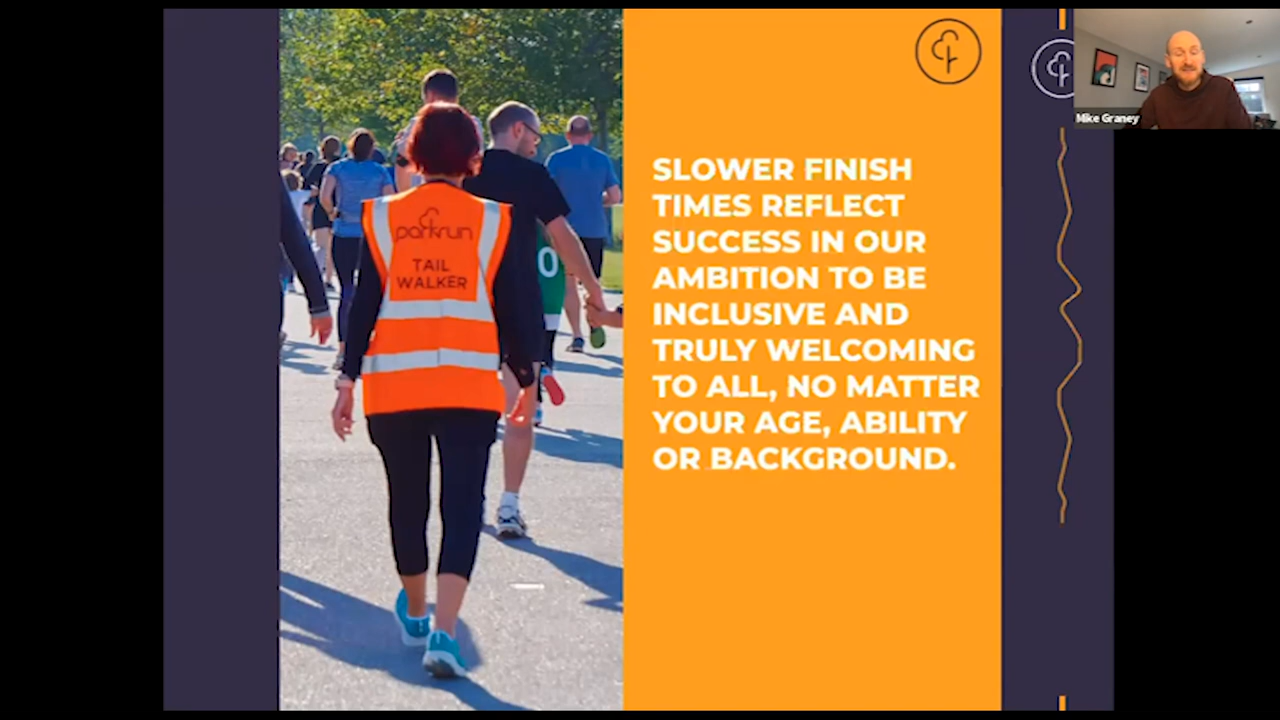 parkrun
TAIL
WALKER
0
SLOWER FINISH
TIMES REFLECT
SUCCESS IN OUR
AMBITION TO BE
INCLUSIVE AND
TRULY WELCOMING
TO ALL, NO MATTER
YOUR AGE, ABILITY
OR BACKGROUND.
Mike Graney